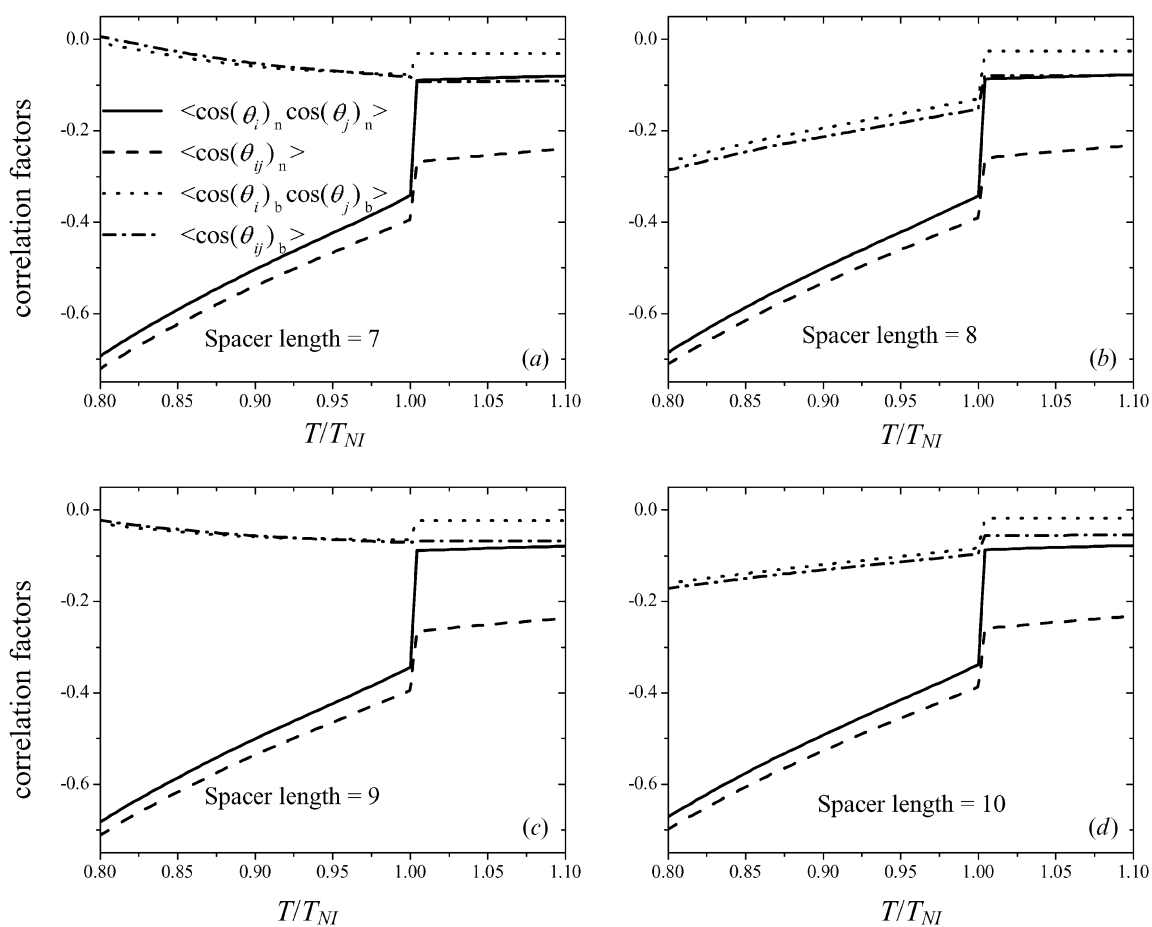 correlation factors
0.0
-0.2
-0.4
-0.6
<cos(θi)n cos(θj)n>
<cos(θij)n>
<cos(θi)b cos(θj)b>
<cos(θij)b>
Spacer length = 7
(a)
0.80 0.85 0.90 0.95 1.00 1.05 1.10
T/TNI
0.0
-0.2
-0.4
-0.6
Spacer length = 8
(b)
0.80 0.85 0.90 0.95 1.00 1.05 1.10
T/TNI
correlation factors
0.0
-0.2
-0.4
-0.6
Spacer length = 9
(c)
0.80 0.85 0.90 0.95 1.00 1.05 1.10
T/TNI
0.0
-0.2
-0.4
-0.6
Spacer length = 10
(d)
0.80 0.85 0.90 0.95 1.00 1.05 1.10
T/TNI